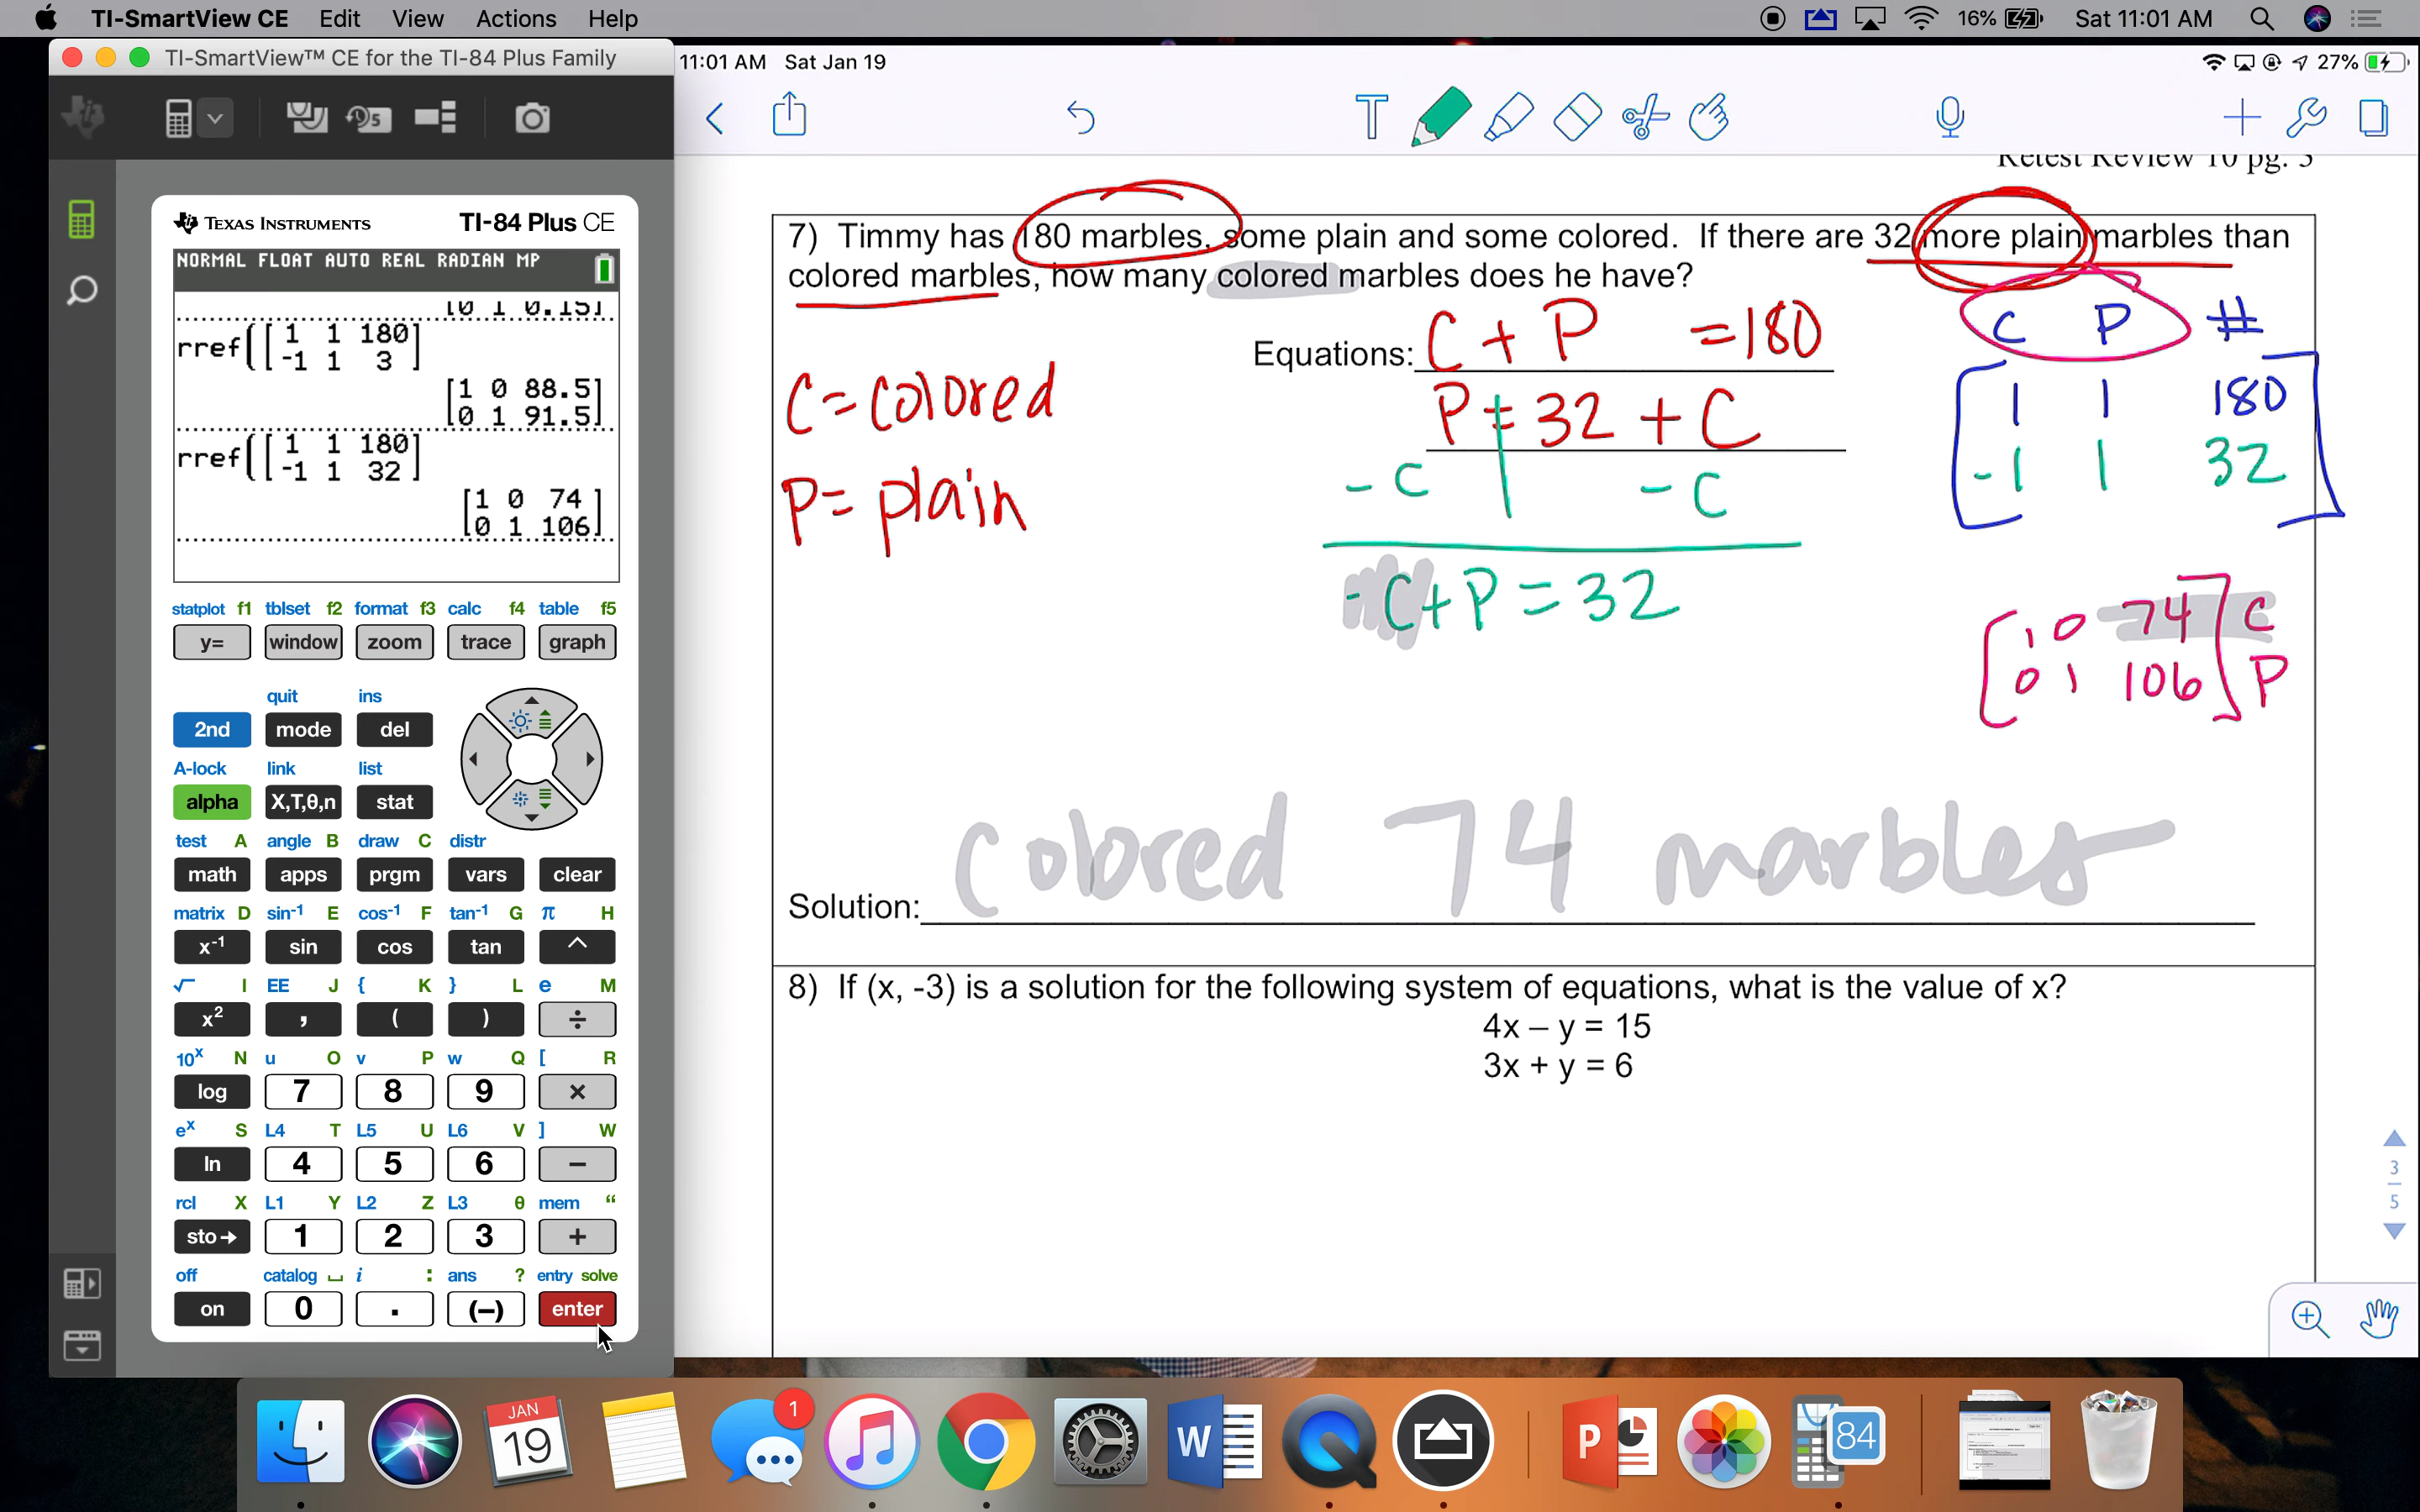 TI-SmartView CE Edit View Actions Help 16% Sat 11:01 AM
TI-SmartView™ CE for the TI-84 Plus Family
11:01 AM Sat Jan 19 27%
Retest Review 10 pg. 3
TEXAS INSTRUMENTS TI-84 Plus CE
NORMAL FLOAT AUTO REAL RADIAN MP
[0 1 0.15]
rref([[1 1 180]
[-1 1 3]
[1 0 88.5]
[0 1 91.5]
rref([[1 1 180]
[-1 1 32]
[1 0 74]
[0 1 106]
statplot f1 tblset f2 format f3 calc f4 table f5
y= window zoom trace graph
quit ins
2nd mode del
A-lock link list
alpha X,T,θ,n stat
test A angle B draw C distr
math apps prgm vars clear
matrix D sin-1 E cos-1 F tan-1 G π H
x-1 sin cos tan ^
√ I EE J { K } L e M
x2 , ( ) ÷
10x N u O v P w Q [ R
log 7 8 9 ×
ex S L4 T L5 U L6 V ] W
ln 4 5 6 −
rcl X L1 Y L2 Z L3 θ mem "
sto→ 1 2 3 +
off catalog i : ans ? entry solve
on 0 . (−) enter
7) Timmy has 180 marbles, some plain and some colored. If there are 32 more plain marbles than
colored marbles, how many colored marbles does he have?
C = colored
P = plain
Equations: C + P = 180
P = 32 + C
-C -C
-C + P = 32
C P #
1 1 180
-1 1 32
[1 0 74] C
[0 1 106] P
Solution: Colored 74 marbles
8) If (x, -3) is a solution for the following system of equations, what is the value of x?
4x – y = 15
3x + y = 6
3
5
JAN
19
1
W
P
84